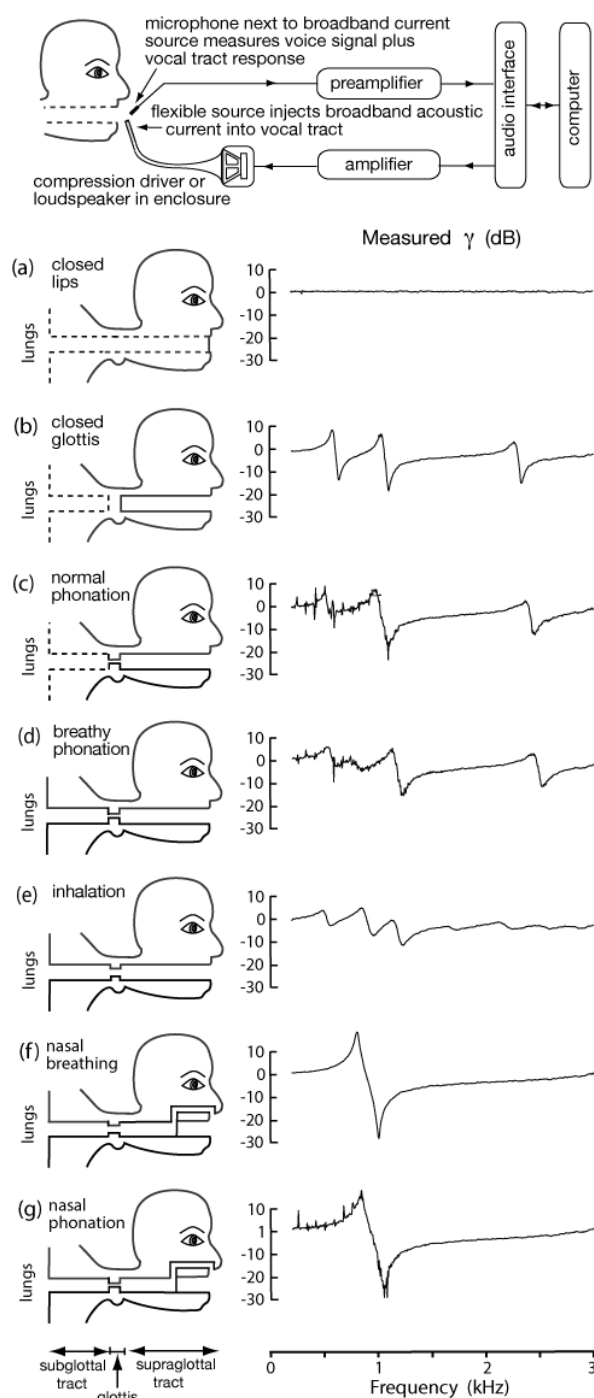 microphone next to broadband current
source measures voice signal plus
vocal tract response
preamplifier
flexible source injects broadband acoustic
current into vocal tract
audio interface
computer
amplifier
compression driver or
loudspeaker in enclosure
Measured γ (dB)
(a) closed
lips
lungs
10
0
-10
-20
-30
(b) closed
glottis
lungs
10
0
-10
-20
-30
(c) normal
phonation
lungs
10
0
-10
-20
-30
(d) breathy
phonation
lungs
10
0
-10
-20
-30
(e) inhalation
lungs
10
0
-10
-20
-30
(f) nasal
breathing
lungs
10
0
-10
-20
-30
(g) nasal
phonation
lungs
10
1
-10
-20
-30
subglottal
tract
glottis
supraglottal
tract
0 1 2 3
Frequency (kHz)